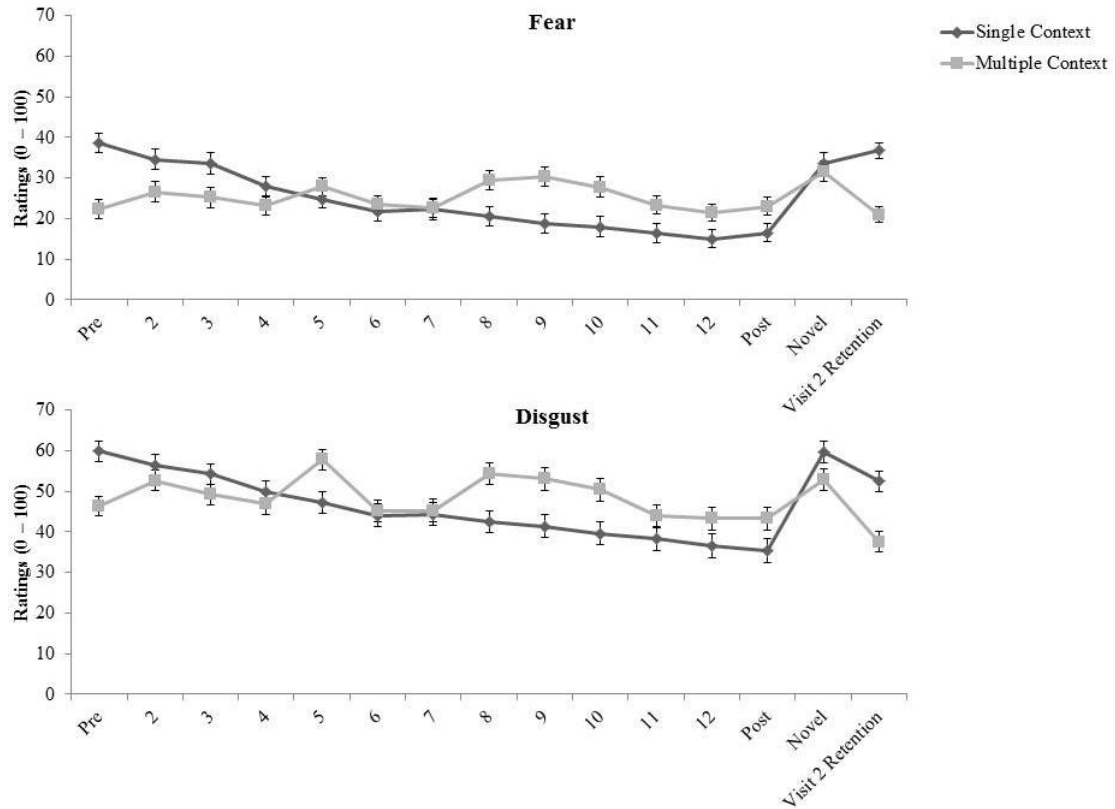 Fear
Single Context
Multiple Context
Ratings (0 – 100)
70
60
50
40
30
20
10
0
Pre
2
3
4
5
6
7
8
9
10
11
12
Post
Novel
Visit 2 Retention
Disgust
Ratings (0 – 100)
70
60
50
40
30
20
10
0
Pre
2
3
4
5
6
7
8
9
10
11
12
Post
Novel
Visit 2 Retention